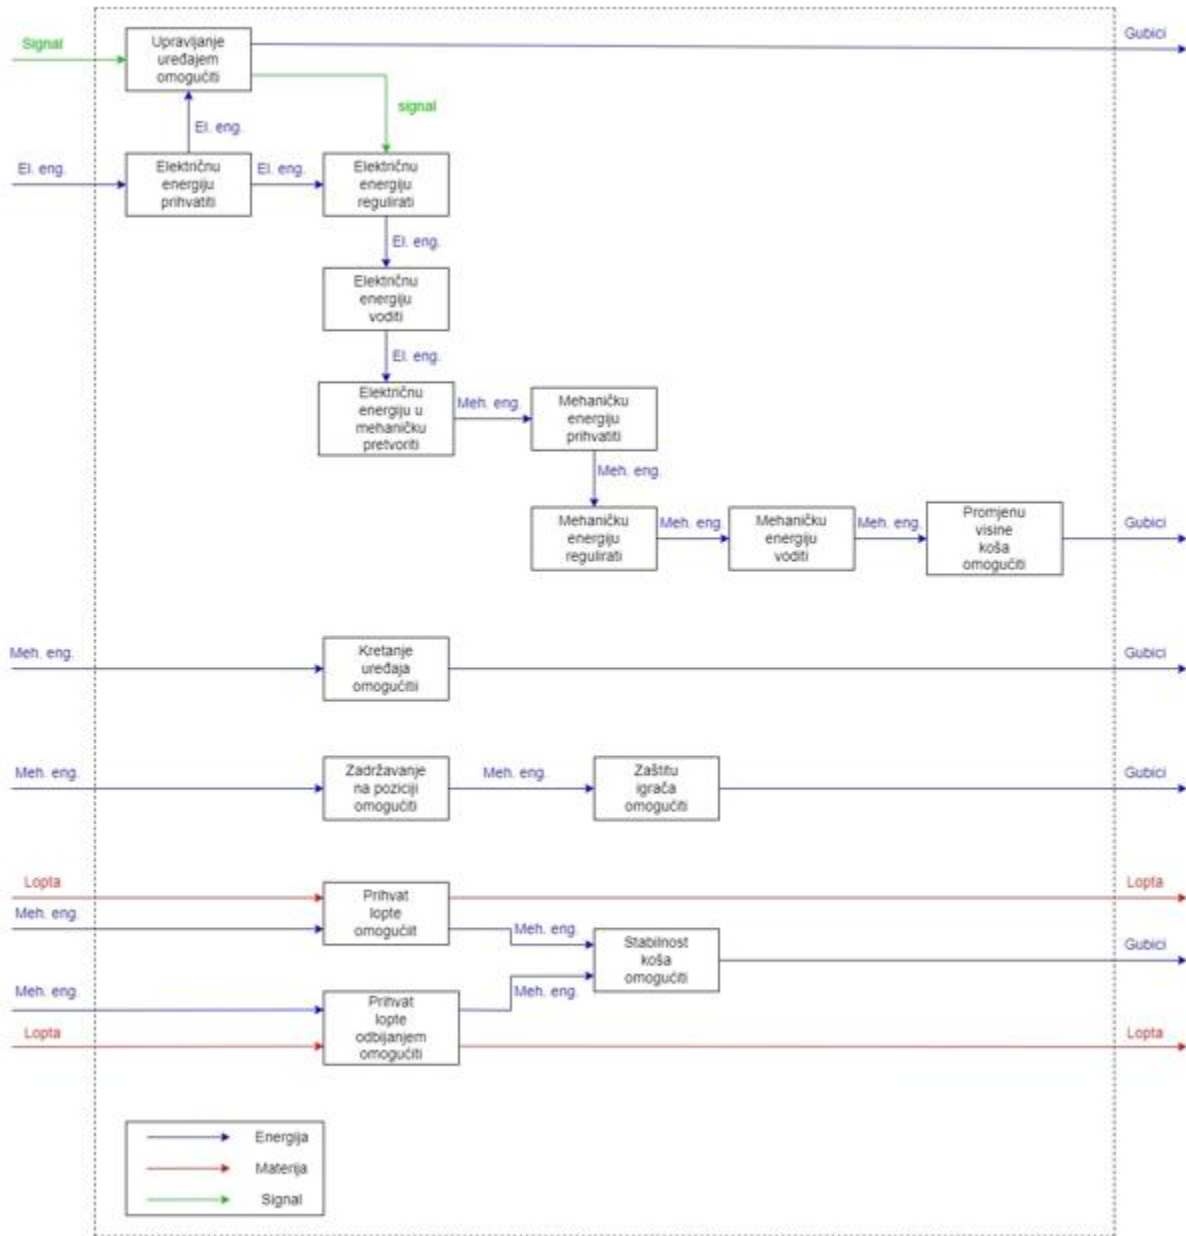 Signal
Upravljanje
uređajem
omogućiti
Gubici
signal
El. eng.
El. eng.
Električnu
energiju
prihvatiti
El. eng.
Električnu
energiju
regulirati
El. eng.
Električnu
energiju
voditi
El. eng.
Električnu
energiju u
mehaničku
pretvoriti
Meh. eng.
Mehaničku
energiju
prihvatiti
Meh. eng.
Mehaničku
energiju
regulirati
Meh. eng.
Mehaničku
energiju
voditi
Meh. eng.
Promjenu
visine
koša
omogućiti
Gubici
Meh. eng.
Kretanje
uređaja
omogućitii
Gubici
Meh. eng.
Zadržavanje
na poziciji
omogućiti
Meh. eng.
Zaštitu
igrača
omogućiti
Gubici
Lopta
Meh. eng.
Prihvat
lopte
omogućiit
Lopta
Meh. eng.
Stabilnost
koša
omogućiti
Gubici
Meh. eng.
Meh. eng.
Lopta
Prihvat
lopte
odbijanjem
omogućiti
Lopta
Energija
Materija
Signal